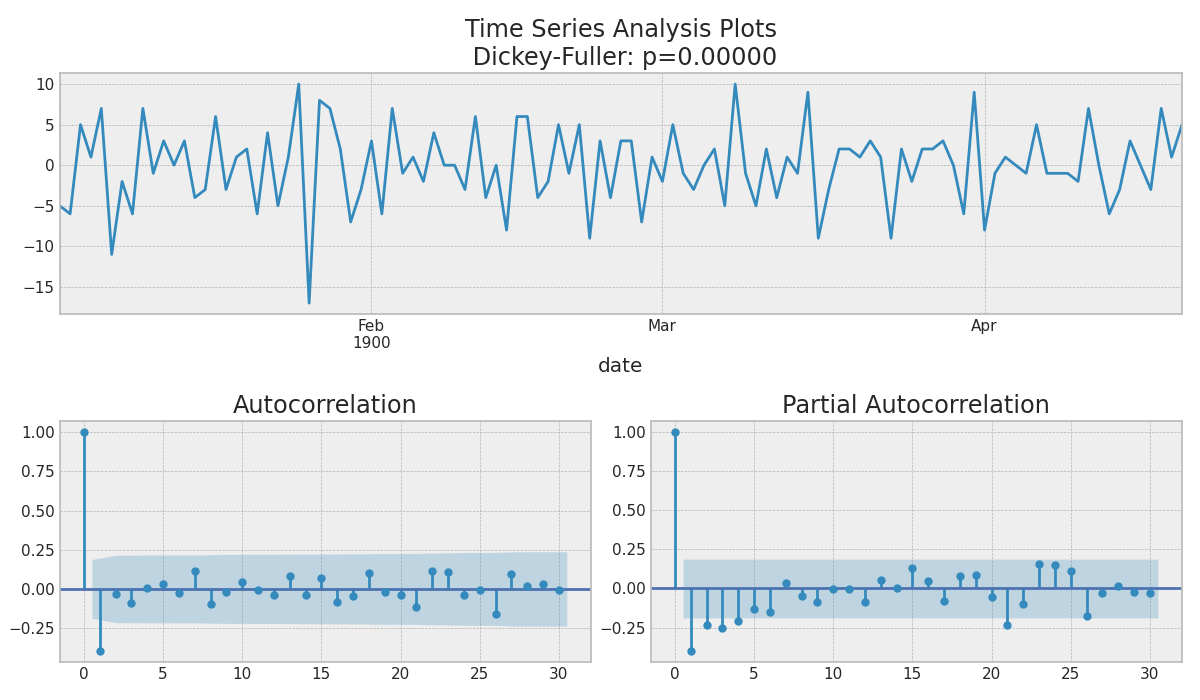 Time Series Analysis Plots
Dickey-Fuller: p=0.00000
10
5
0
−5
−10
−15
Feb
1900
Mar
Apr
date
Autocorrelation
1.00
0.75
0.50
0.25
0.00
−0.25
0 5 10 15 20 25 30
Partial Autocorrelation
1.00
0.75
0.50
0.25
0.00
−0.25
0 5 10 15 20 25 30